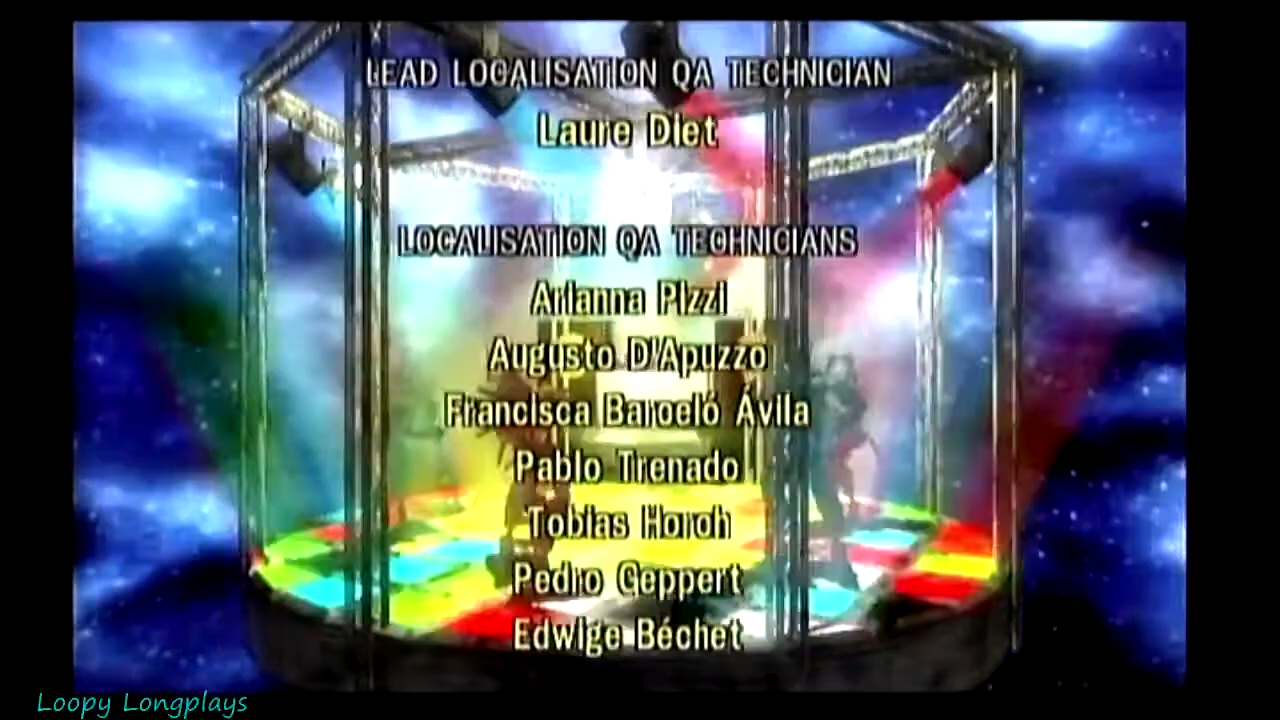 LEAD LOCALISATION QA TECHNICIAN
Laure Diet
LOCALISATION QA TECHNICIANS
Arianna Pizzi
Augusto D'Apuzzo
Francisca Barceló Ávila
Pablo Trenado
Tobias Horch
Pedro Geppert
Edwige Béchet
Loopy Longplays